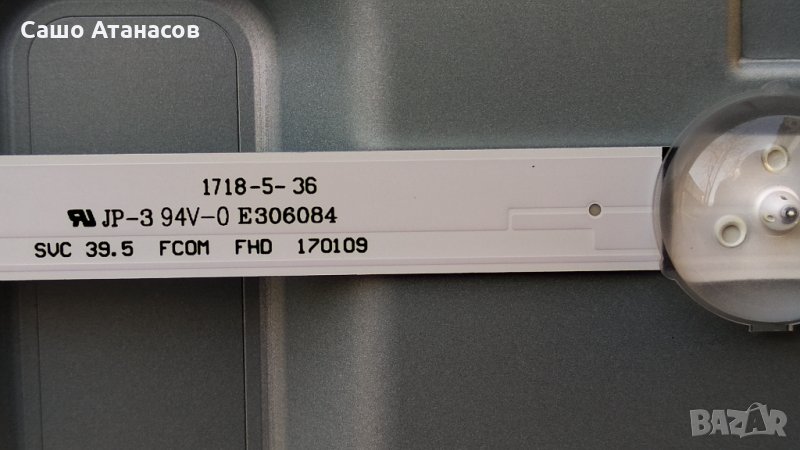 Сашо Атанасов
1718-5-36
JP-3 94V-0 E306084
SVC 39.5 FCOM FHD 170109
BAZAR